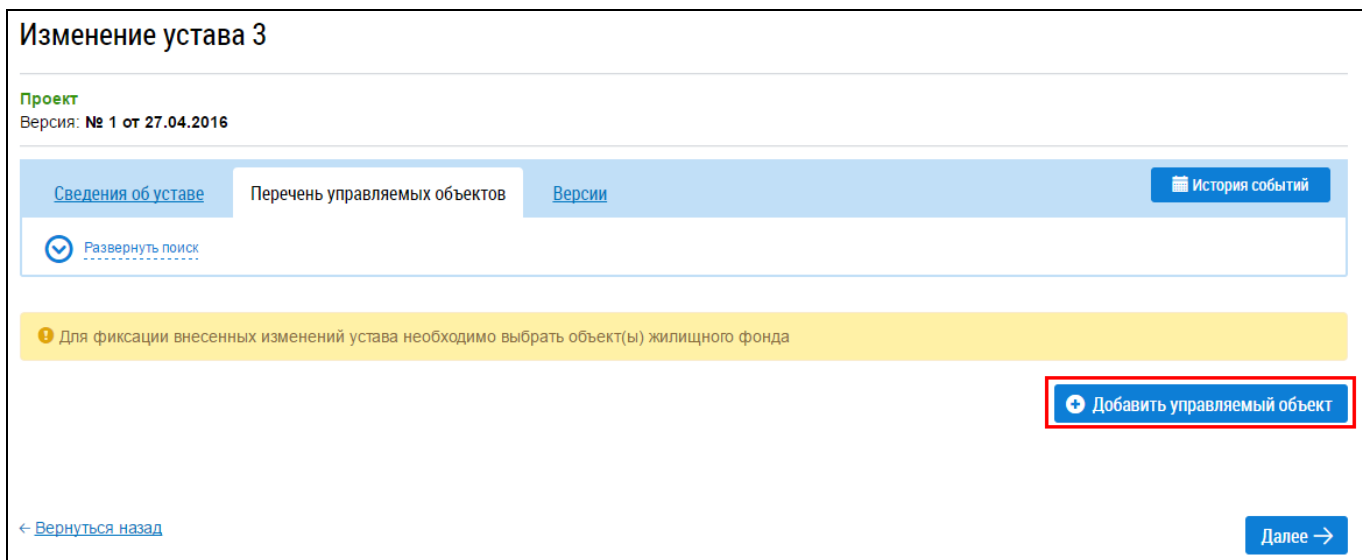 Изменение устава 3
Проект
Версия: № 1 от 27.04.2016
Сведения об уставе Перечень управляемых объектов Версии История событий
Развернуть поиск
Для фиксации внесенных изменений устава необходимо выбрать объект(ы) жилищного фонда
Добавить управляемый объект
← Вернуться назад Далее →